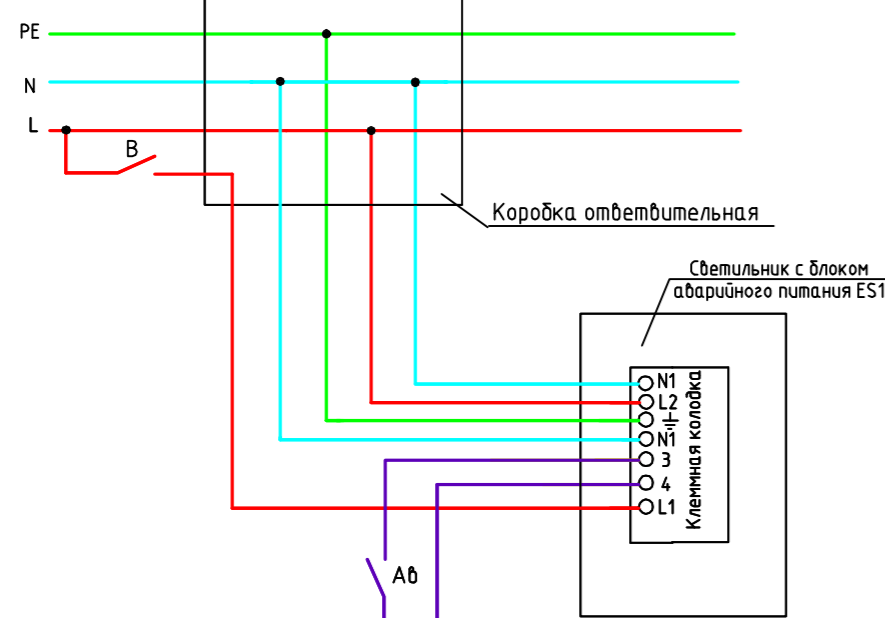 PE
N
L
В
Коробка ответвительная
Светильник с блоком
аварийного питания ES1
N1
L2
N1
3
4
L1
Клеммная колодка
Ав